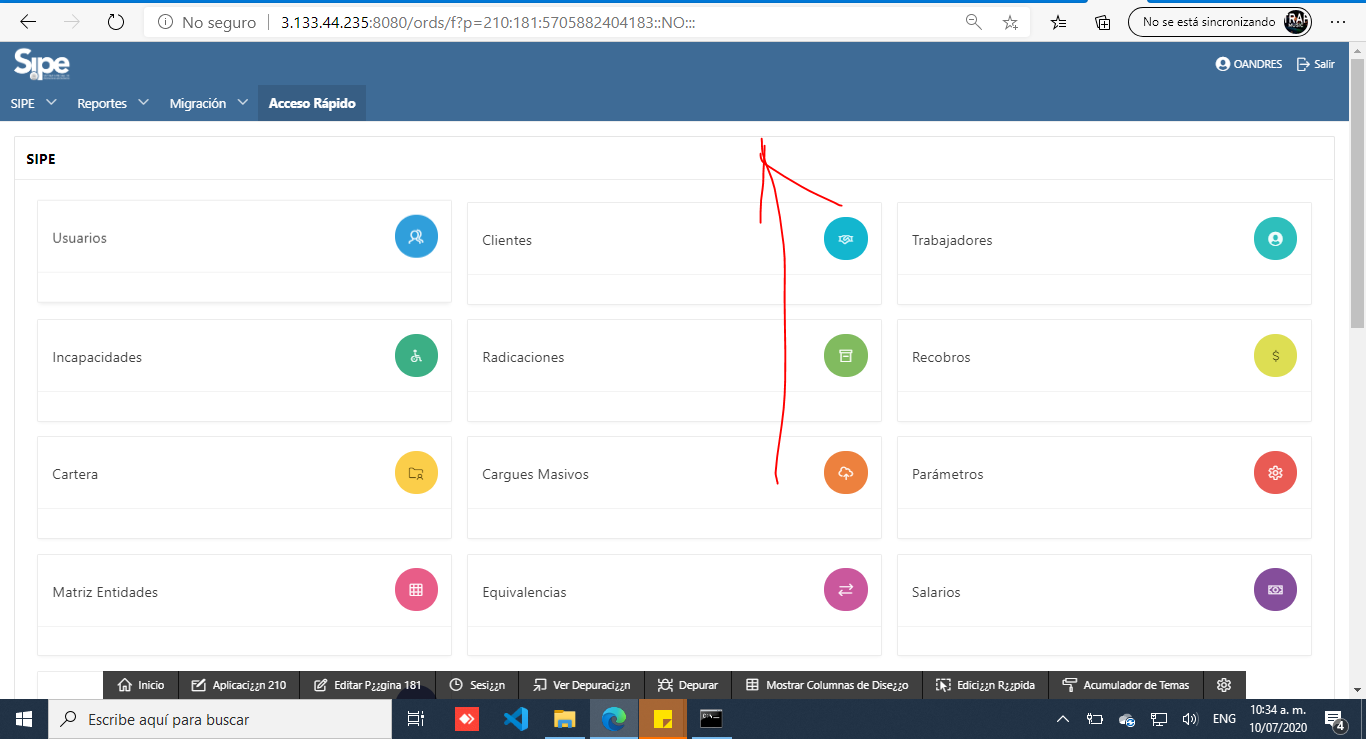 No seguro | 3.133.44.235:8080/ords/f?p=210:181:5705882404183::NO:::
No se está sincronizando
TRAP
MUSIC
Sipe
OANDRES
Salir
SIPE
Reportes
Migración
Acceso Rápido
SIPE
Usuarios
Clientes
Trabajadores
Incapacidades
Radicaciones
Recobros
$
Cartera
Cargues Masivos
Parámetros
Matriz Entidades
Equivalencias
Salarios
Inicio
Aplicaci¿¿n 210
Editar P¿¿gina 181
Sesi¿¿n
Ver Depuraci¿¿n
Depurar
Mostrar Columnas de Dise¿¿o
Edici¿¿n R¿¿pida
Acumulador de Temas
Escribe aquí para buscar
ENG
10:34 a. m.
10/07/2020
4